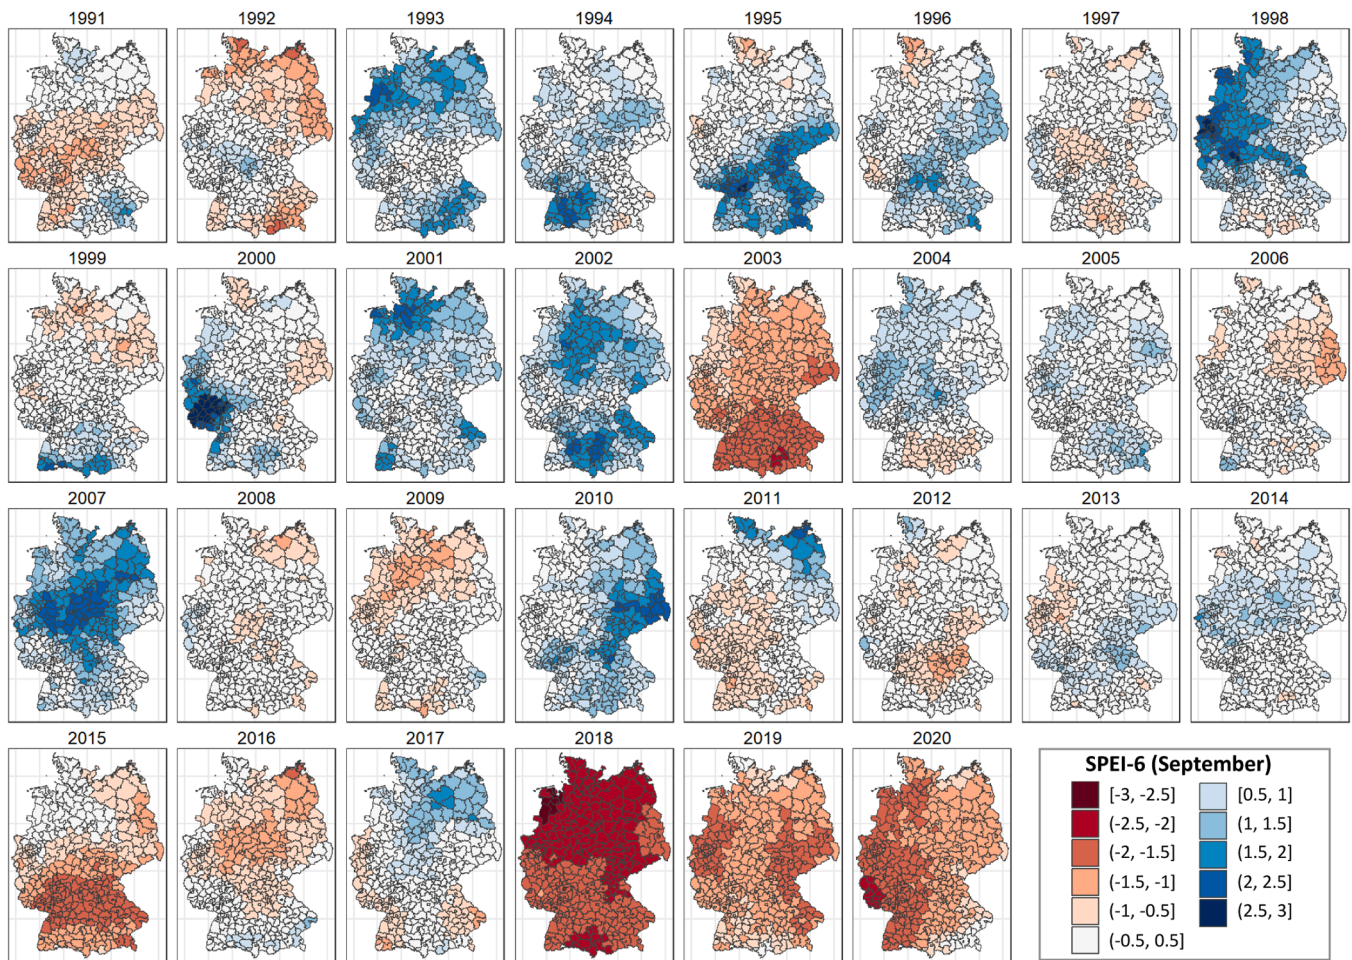 1991 1992 1993 1994 1995 1996 1997 1998
1999 2000 2001 2002 2003 2004 2005 2006
2007 2008 2009 2010 2011 2012 2013 2014
2015 2016 2017 2018 2019 2020
SPEI-6 (September)
[-3, -2.5] [0.5, 1]
(-2.5, -2] (1, 1.5]
(-2, -1.5] (1.5, 2]
(-1.5, -1] (2, 2.5]
(-1, -0.5] (2.5, 3]
(-0.5, 0.5]